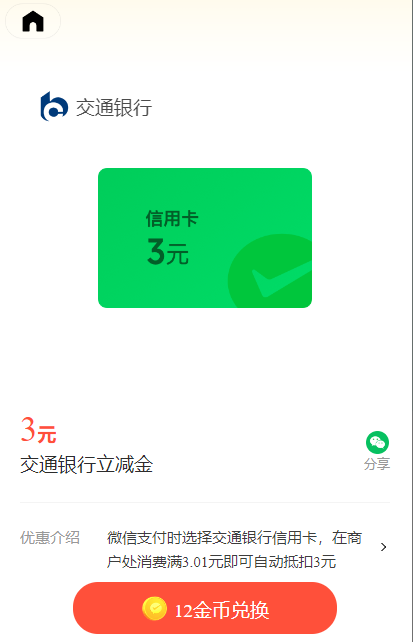 交通银行
信用卡
3元
3元
交通银行立减金
分享
优惠介绍
微信支付时选择交通银行信用卡，在商
户处消费满3.01元即可自动抵扣3元
12金币兑换